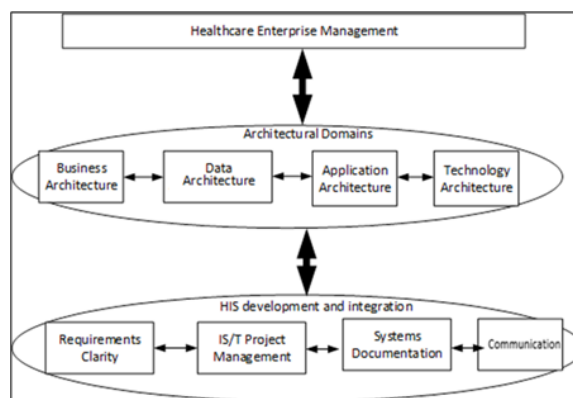 Healthcare Enterprise Management
Architectural Domains
Business
Architecture
Data
Architecture
Application
Architecture
Technology
Architecture
HIS development and integration
Requirements
Clarity
IS/T Project
Management
Systems
Documentation
Communication